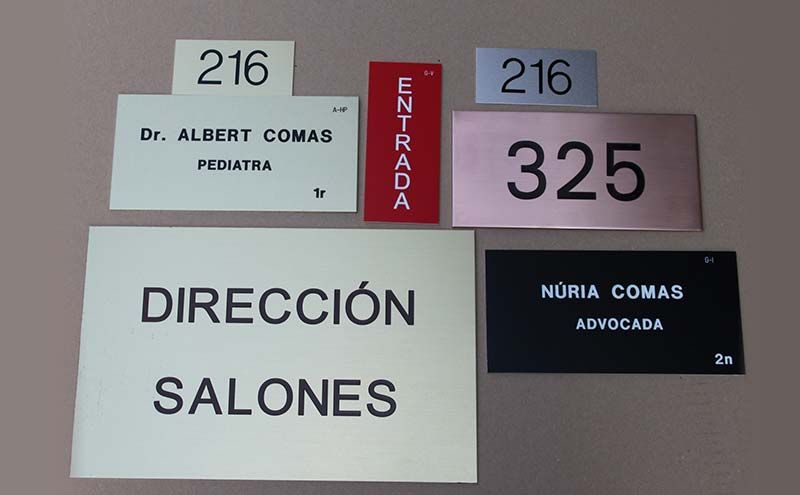 216
A-HP
Dr. ALBERT COMAS
PEDIATRA
1r
G-V
ENTRADA
216
325
DIRECCIÓN
SALONES
G-I
NÚRIA COMAS
ADVOCADA
2n